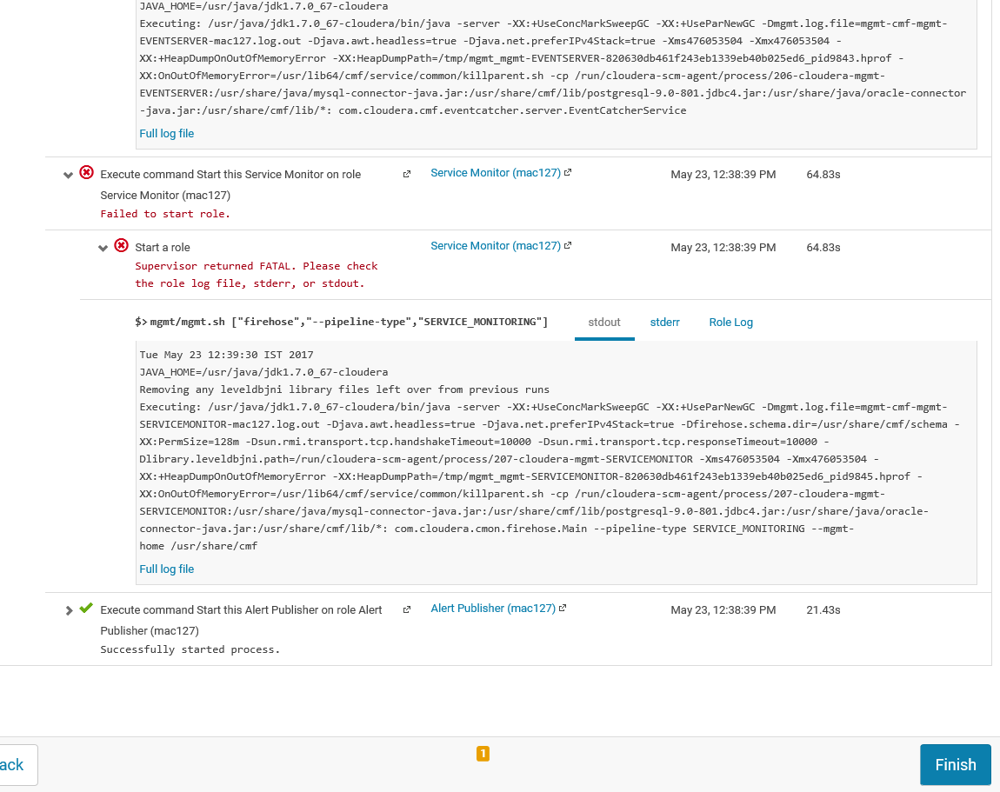 JAVA_HOME=/usr/java/jdk1.7.0_67-cloudera
Executing: /usr/java/jdk1.7.0_67-cloudera/bin/java -server -XX:+UseConcMarkSweepGC -XX:+UseParNewGC -Dmgmt.log.file=mgmt-cmf-mgmt-
EVENTSERVER-mac127.log.out -Djava.awt.headless=true -Djava.net.preferIPv4Stack=true -Xms476053504 -Xmx476053504 -
XX:+HeapDumpOnOutOfMemoryError -XX:HeapDumpPath=/tmp/mgmt_mgmt-EVENTSERVER-820630db461f243eb1339eb40b025ed6_pid9843.hprof -
XX:OnOutOfMemoryError=/usr/lib64/cmf/service/common/killparent.sh -cp /run/cloudera-scm-agent/process/206-cloudera-mgmt-
EVENTSERVER:/usr/share/java/mysql-connector-java.jar:/usr/share/cmf/lib/postgresql-9.0-801.jdbc4.jar:/usr/share/java/oracle-connector
-java.jar:/usr/share/cmf/lib/*: com.cloudera.cmf.eventcatcher.server.EventCatcherService
Full log file
Execute command Start this Service Monitor on role Service Monitor (mac127) May 23, 12:38:39 PM 64.83s
Service Monitor (mac127)
Failed to start role.
Start a role Service Monitor (mac127) May 23, 12:38:39 PM 64.83s
Supervisor returned FATAL. Please check
the role log file, stderr, or stdout.
$> mgmt/mgmt.sh ["firehose","--pipeline-type","SERVICE_MONITORING"] stdout stderr Role Log
Tue May 23 12:39:30 IST 2017
JAVA_HOME=/usr/java/jdk1.7.0_67-cloudera
Removing any leveldbjni library files left over from previous runs
Executing: /usr/java/jdk1.7.0_67-cloudera/bin/java -server -XX:+UseConcMarkSweepGC -XX:+UseParNewGC -Dmgmt.log.file=mgmt-cmf-mgmt-
SERVICEMONITOR-mac127.log.out -Djava.awt.headless=true -Djava.net.preferIPv4Stack=true -Dfirehose.schema.dir=/usr/share/cmf/schema -
XX:PermSize=128m -Dsun.rmi.transport.tcp.handshakeTimeout=10000 -Dsun.rmi.transport.tcp.responseTimeout=10000 -
Dlibrary.leveldbjni.path=/run/cloudera-scm-agent/process/207-cloudera-mgmt-SERVICEMONITOR -Xms476053504 -Xmx476053504 -
XX:+HeapDumpOnOutOfMemoryError -XX:HeapDumpPath=/tmp/mgmt_mgmt-SERVICEMONITOR-820630db461f243eb1339eb40b025ed6_pid9845.hprof -
XX:OnOutOfMemoryError=/usr/lib64/cmf/service/common/killparent.sh -cp /run/cloudera-scm-agent/process/207-cloudera-mgmt-
SERVICEMONITOR:/usr/share/java/mysql-connector-java.jar:/usr/share/cmf/lib/postgresql-9.0-801.jdbc4.jar:/usr/share/java/oracle-
connector-java.jar:/usr/share/cmf/lib/*: com.cloudera.cmon.firehose.Main --pipeline-type SERVICE_MONITORING --mgmt-
home /usr/share/cmf
Full log file
Execute command Start this Alert Publisher on role Alert Alert Publisher (mac127) May 23, 12:38:39 PM 21.43s
Publisher (mac127)
Successfully started process.
1
ack Finish